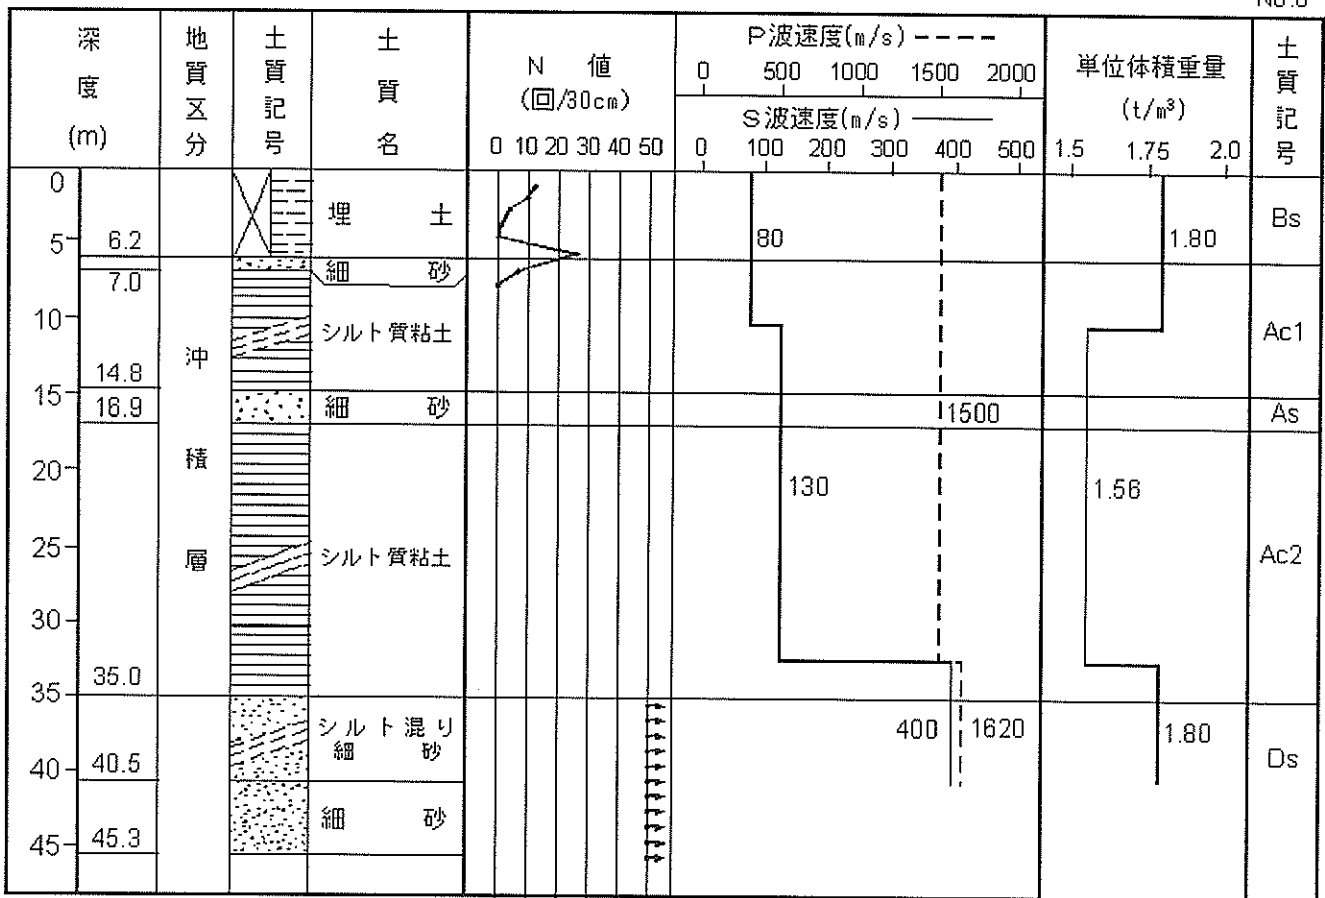 No.6
深度(m)
地質区分
土質記号
土質名
N 値
(回/30cm)
0 10 20 30 40 50
P波速度(m/s)
0 500 1000 1500 2000
S波速度(m/s)
0 100 200 300 400 500
単位体積重量
(t/m³)
1.5 1.75 2.0
土質記号
0
5
10
15
20
25
30
35
40
45
6.2
7.0
14.8
16.9
35.0
40.5
45.3
沖積層
埋土
細砂
シルト質粘土
細砂
シルト質粘土
シルト混り
細砂
細砂
80
130
400
1500
1620
1.80
1.56
1.80
Bs
Ac1
As
Ac2
Ds